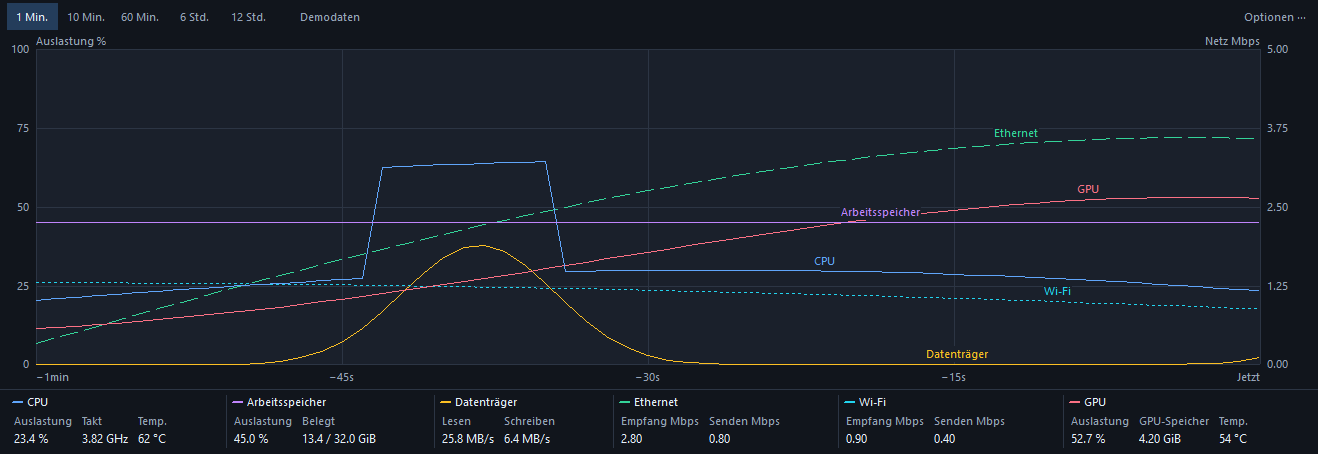 1 Min. 10 Min. 60 Min. 6 Std. 12 Std. Demodaten Optionen ···
Auslastung % Netz Mbps
100 5.00
75 3.75
Ethernet
GPU
50 2.50
Arbeitsspeicher
CPU
25 1.25
Wi-Fi
Datenträger
0 0.00
−1min −45s −30s −15s Jetzt
CPU Arbeitsspeicher Datenträger Ethernet Wi-Fi GPU
Auslastung Takt Temp. Auslastung Belegt Lesen Schreiben Empfang Mbps Senden Mbps Empfang Mbps Senden Mbps Auslastung GPU-Speicher Temp.
23.4 % 3.82 GHz 62 °C 45.0 % 13.4 / 32.0 GiB 25.8 MB/s 6.4 MB/s 2.80 0.80 0.90 0.40 52.7 % 4.20 GiB 54 °C